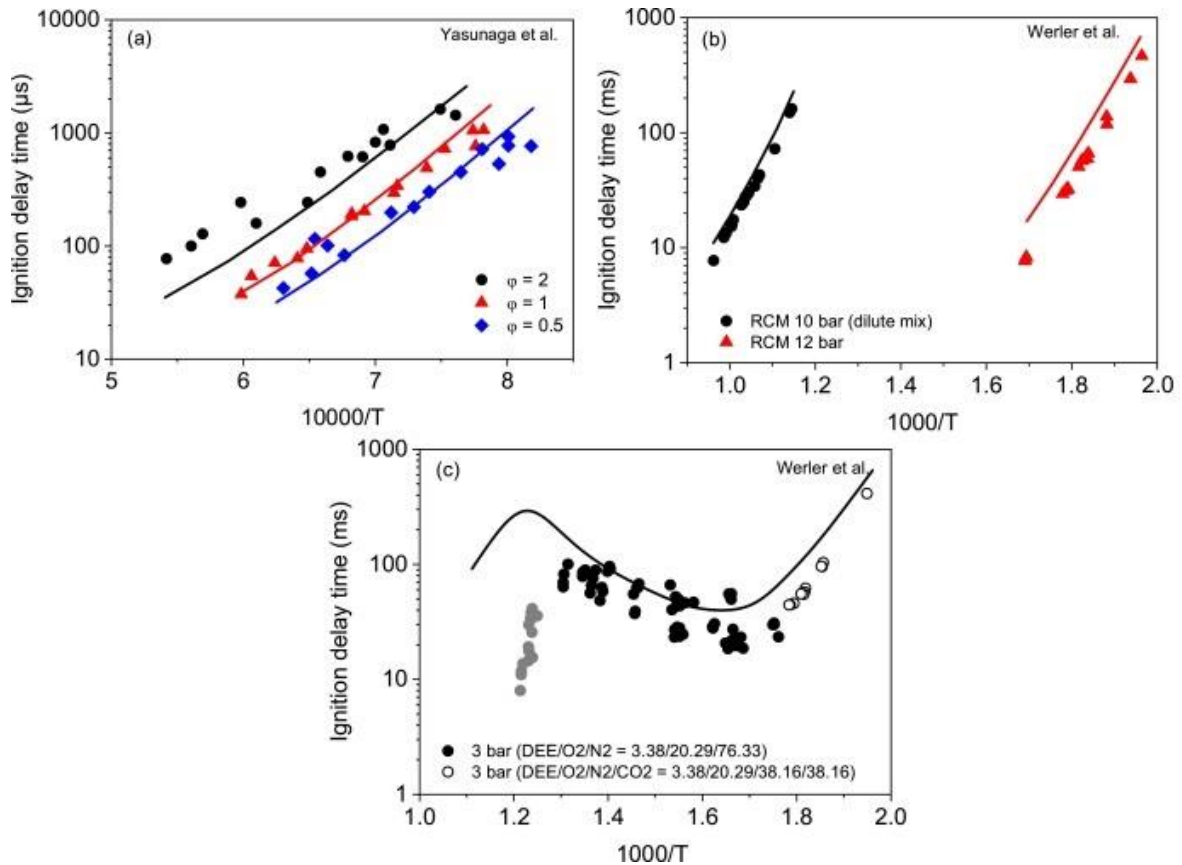 (a)
Yasunaga et al.
Ignition delay time (µs)
10000
1000
100
10
φ = 2
φ = 1
φ = 0.5
5
6
7
8
10000/T
(b)
Werler et al.
Ignition delay time (ms)
1000
100
10
1
RCM 10 bar (dilute mix)
RCM 12 bar
1.0
1.2
1.4
1.6
1.8
2.0
1000/T
(c)
Werler et al.
Ignition delay time (ms)
1000
100
10
1
3 bar (DEE/O2/N2 = 3.38/20.29/76.33)
3 bar (DEE/O2/N2/CO2 = 3.38/20.29/38.16/38.16)
1.0
1.2
1.4
1.6
1.8
2.0
1000/T